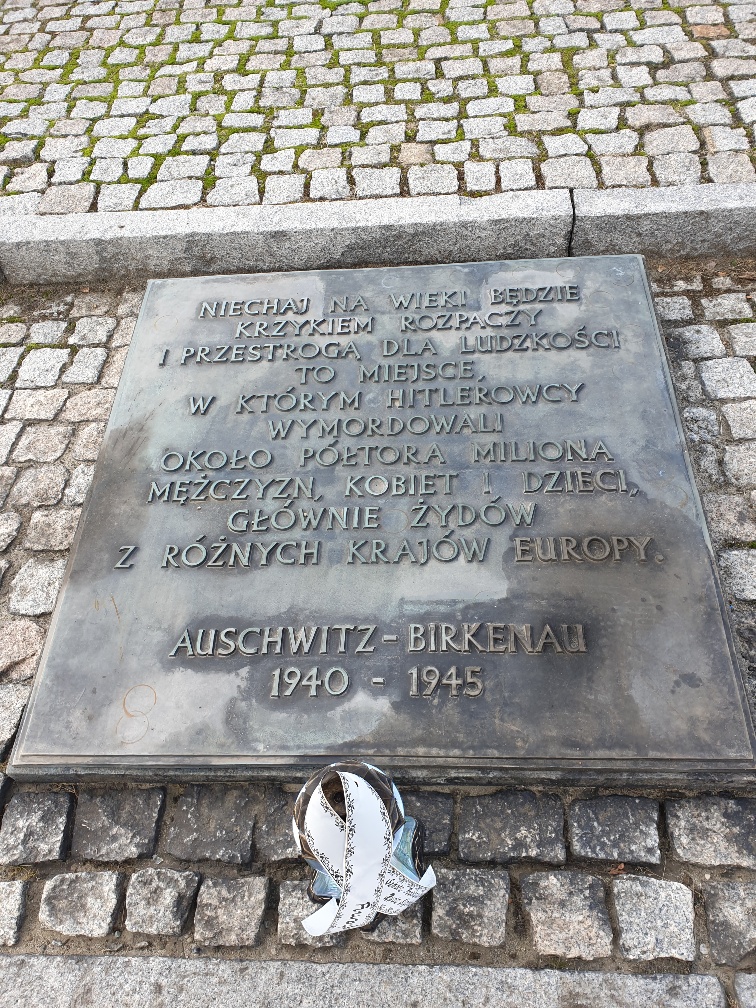 NIECHAJ NA WIEKI BĘDZIE
KRZYKIEM ROZPACZY
I PRZESTROGĄ DLA LUDZKOŚCI
TO MIEJSCE,
W KTÓRYM HITLEROWCY
WYMORDOWALI
OKOŁO PÓŁTORA MILIONA
MĘŻCZYZN, KOBIET I DZIECI,
GŁÓWNIE ŻYDÓW
Z RÓŻNYCH KRAJÓW EUROPY.
AUSCHWITZ - BIRKENAU
1940 - 1945